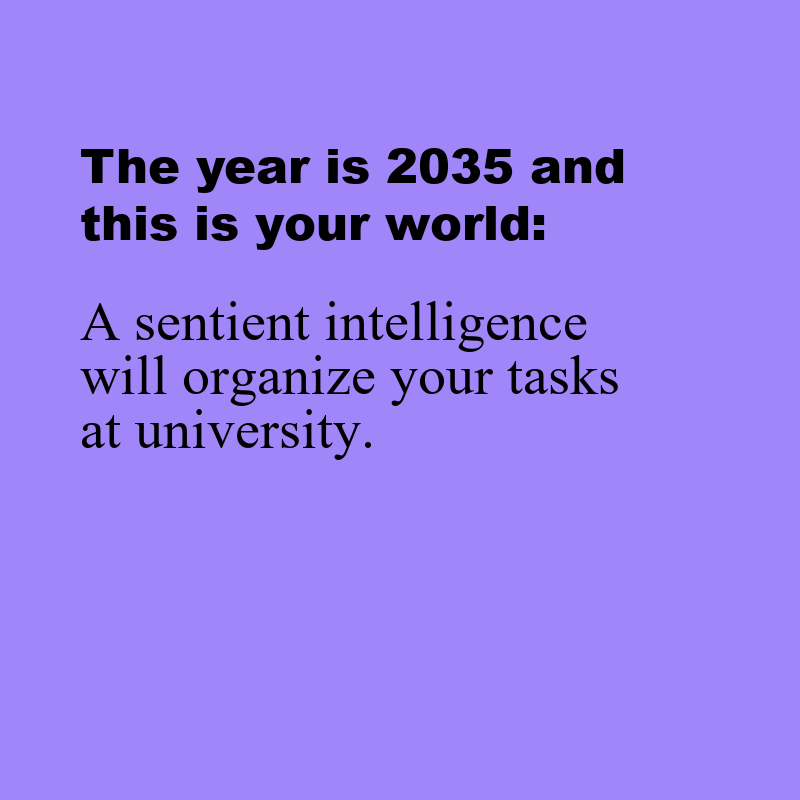 The year is 2035 and
this is your world:
A sentient intelligence
will organize your tasks
at university.